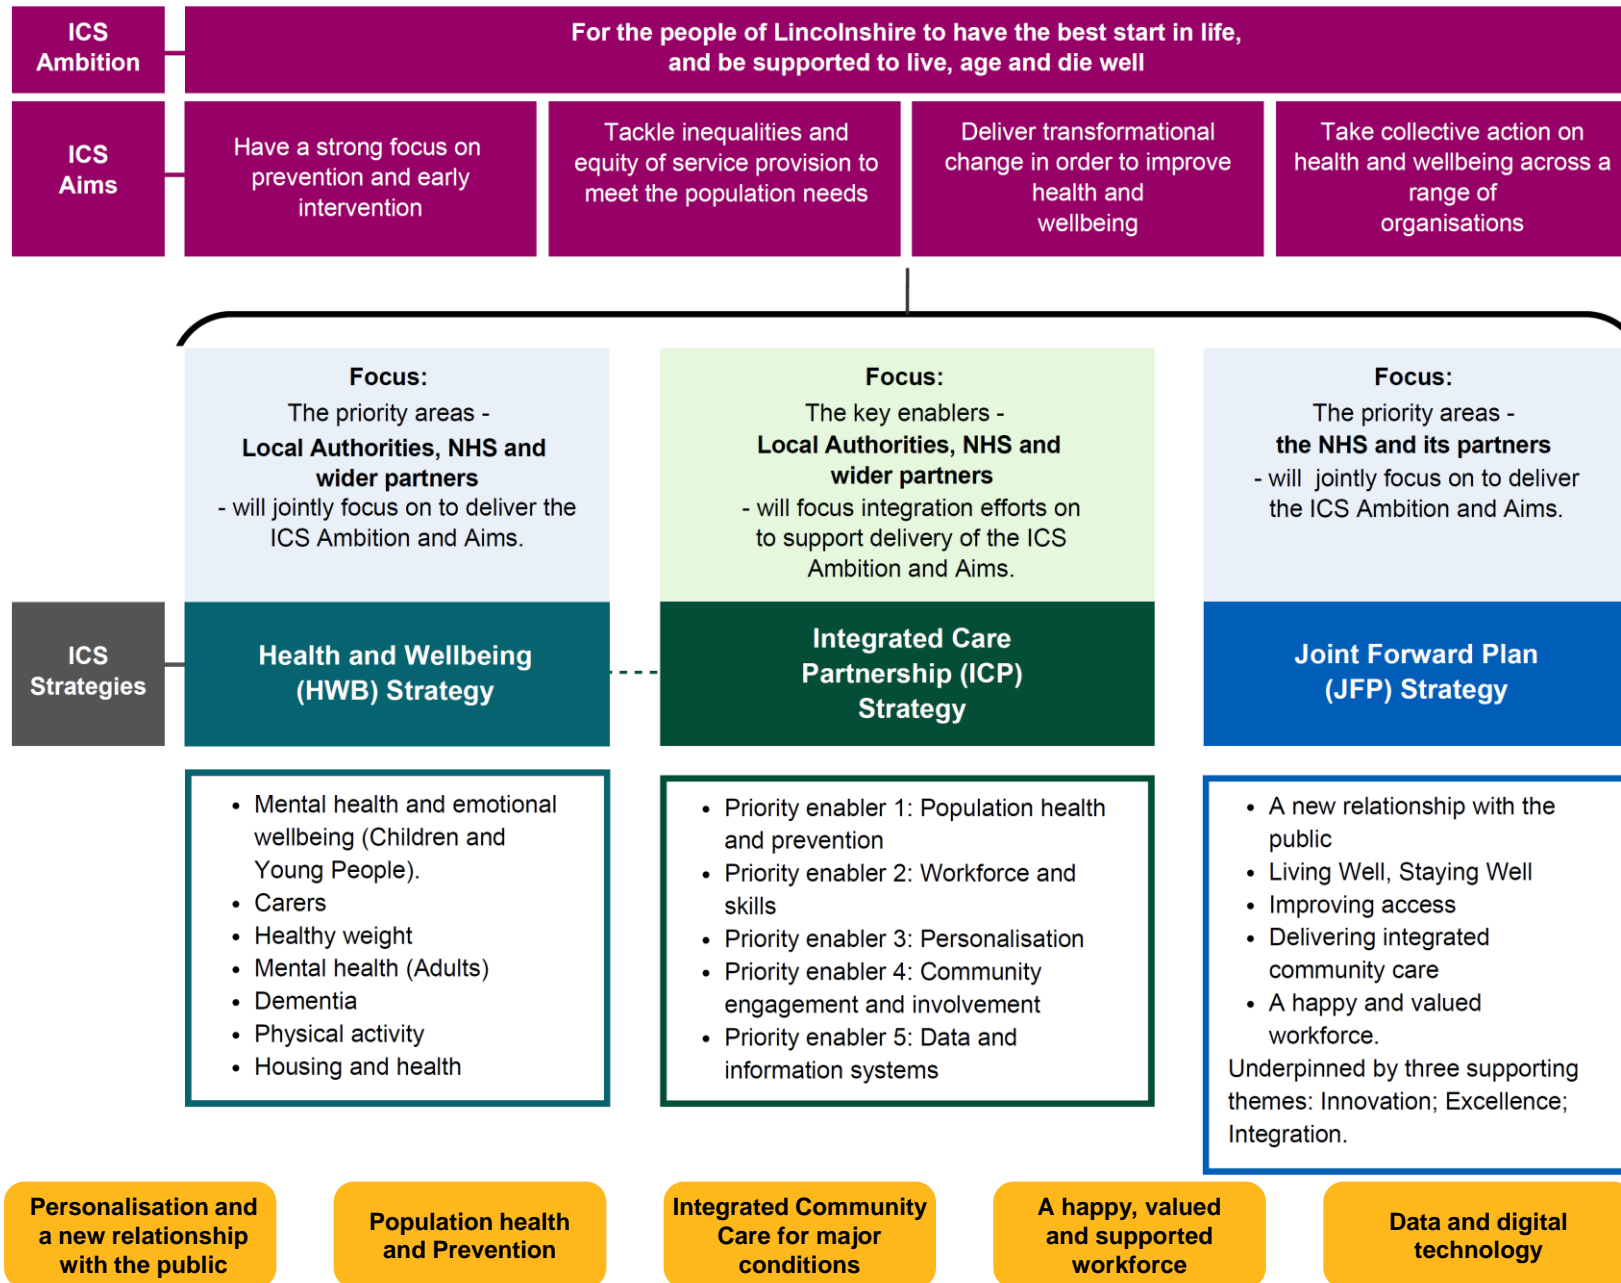 ICS
Ambition
For the people of Lincolnshire to have the best start in life,
and be supported to live, age and die well
ICS
Aims
Have a strong focus on
prevention and early
intervention
Tackle inequalities and
equity of service provision to
meet the population needs
Deliver transformational
change in order to improve
health and
wellbeing
Take collective action on
health and wellbeing across a
range of
organisations
Focus:
The priority areas -
Local Authorities, NHS and
wider partners
- will jointly focus on to deliver the
ICS Ambition and Aims.
Focus:
The key enablers -
Local Authorities, NHS and
wider partners
- will focus integration efforts on
to support delivery of the ICS
Ambition and Aims.
Focus:
The priority areas -
the NHS and its partners
- will jointly focus on to deliver
the ICS Ambition and Aims.
ICS
Strategies
Health and Wellbeing
(HWB) Strategy
Integrated Care
Partnership (ICP)
Strategy
Joint Forward Plan
(JFP) Strategy
• Mental health and emotional
wellbeing (Children and
Young People).
• Carers
• Healthy weight
• Mental health (Adults)
• Dementia
• Physical activity
• Housing and health
• Priority enabler 1: Population health
and prevention
• Priority enabler 2: Workforce and
skills
• Priority enabler 3: Personalisation
• Priority enabler 4: Community
engagement and involvement
• Priority enabler 5: Data and
information systems
• A new relationship with the
public
• Living Well, Staying Well
• Improving access
• Delivering integrated
community care
• A happy and valued
workforce.
Underpinned by three supporting
themes: Innovation; Excellence;
Integration.
Personalisation and
a new relationship
with the public
Population health
and Prevention
Integrated Community
Care for major
conditions
A happy, valued
and supported
workforce
Data and digital
technology